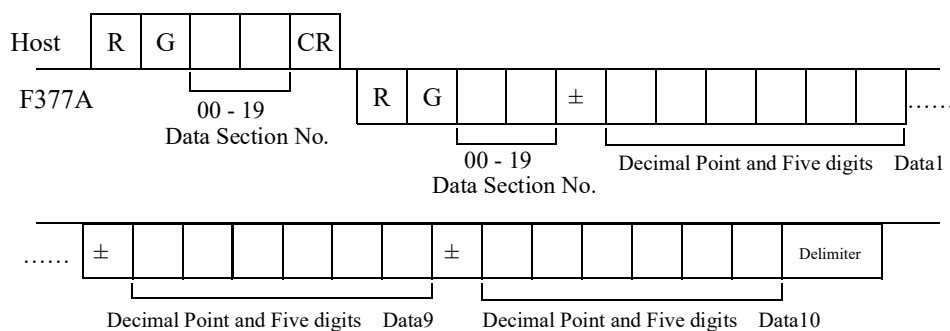 Host R G CR
F377A R G ± ......
00 - 19
Data Section No.
00 - 19 Decimal Point and Five digits Data1
Data Section No.
...... ± ± Delimiter
Decimal Point and Five digits Data9 Decimal Point and Five digits Data10